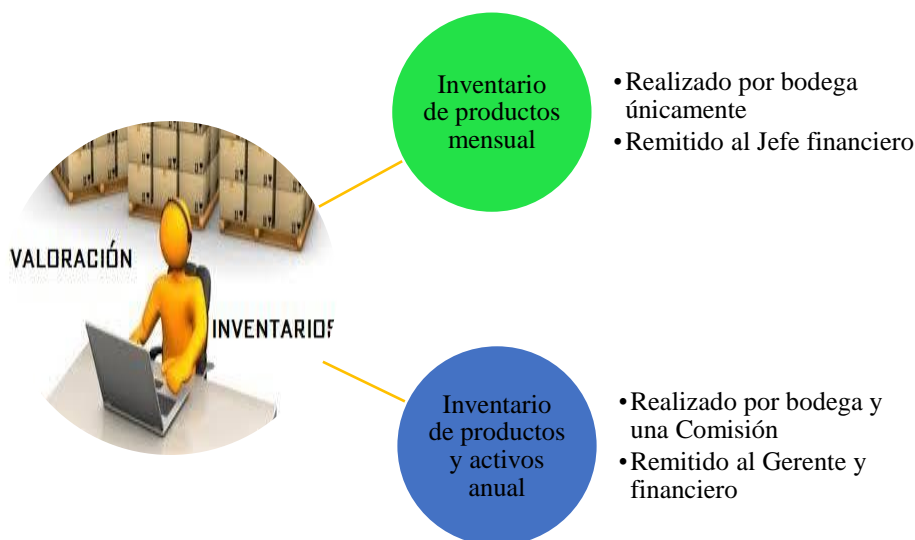 Inventario
de productos
mensual
• Realizado por bodega
únicamente
• Remitido al Jefe financiero
VALORACIÓN
INVENTARIOS
Inventario
de productos
y activos
anual
• Realizado por bodega y
una Comisión
• Remitido al Gerente y
financiero